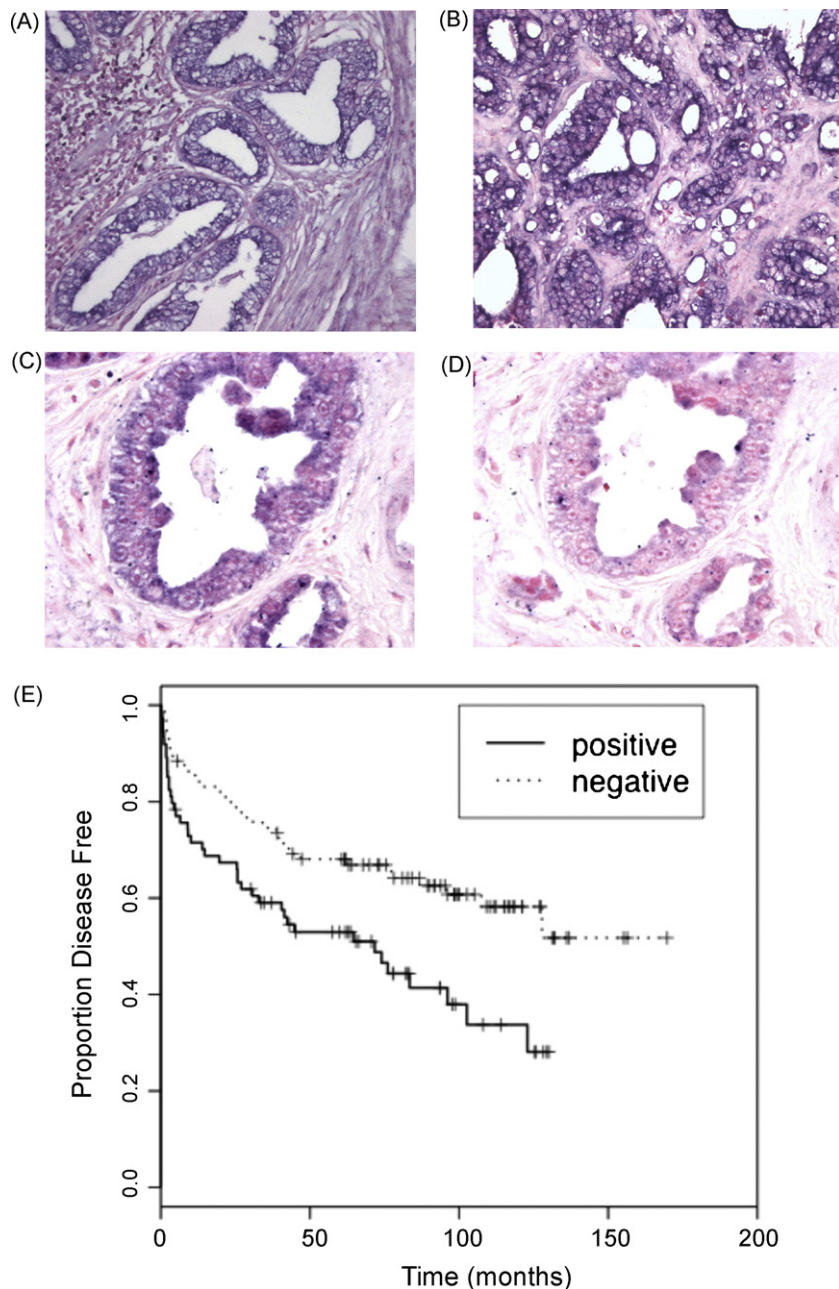 (A)
(B)
(C)
(D)
(E)
positive
negative
Proportion Disease Free
1.0
0.8
0.6
0.4
0.2
0.0
0
50
100
150
200
Time (months)